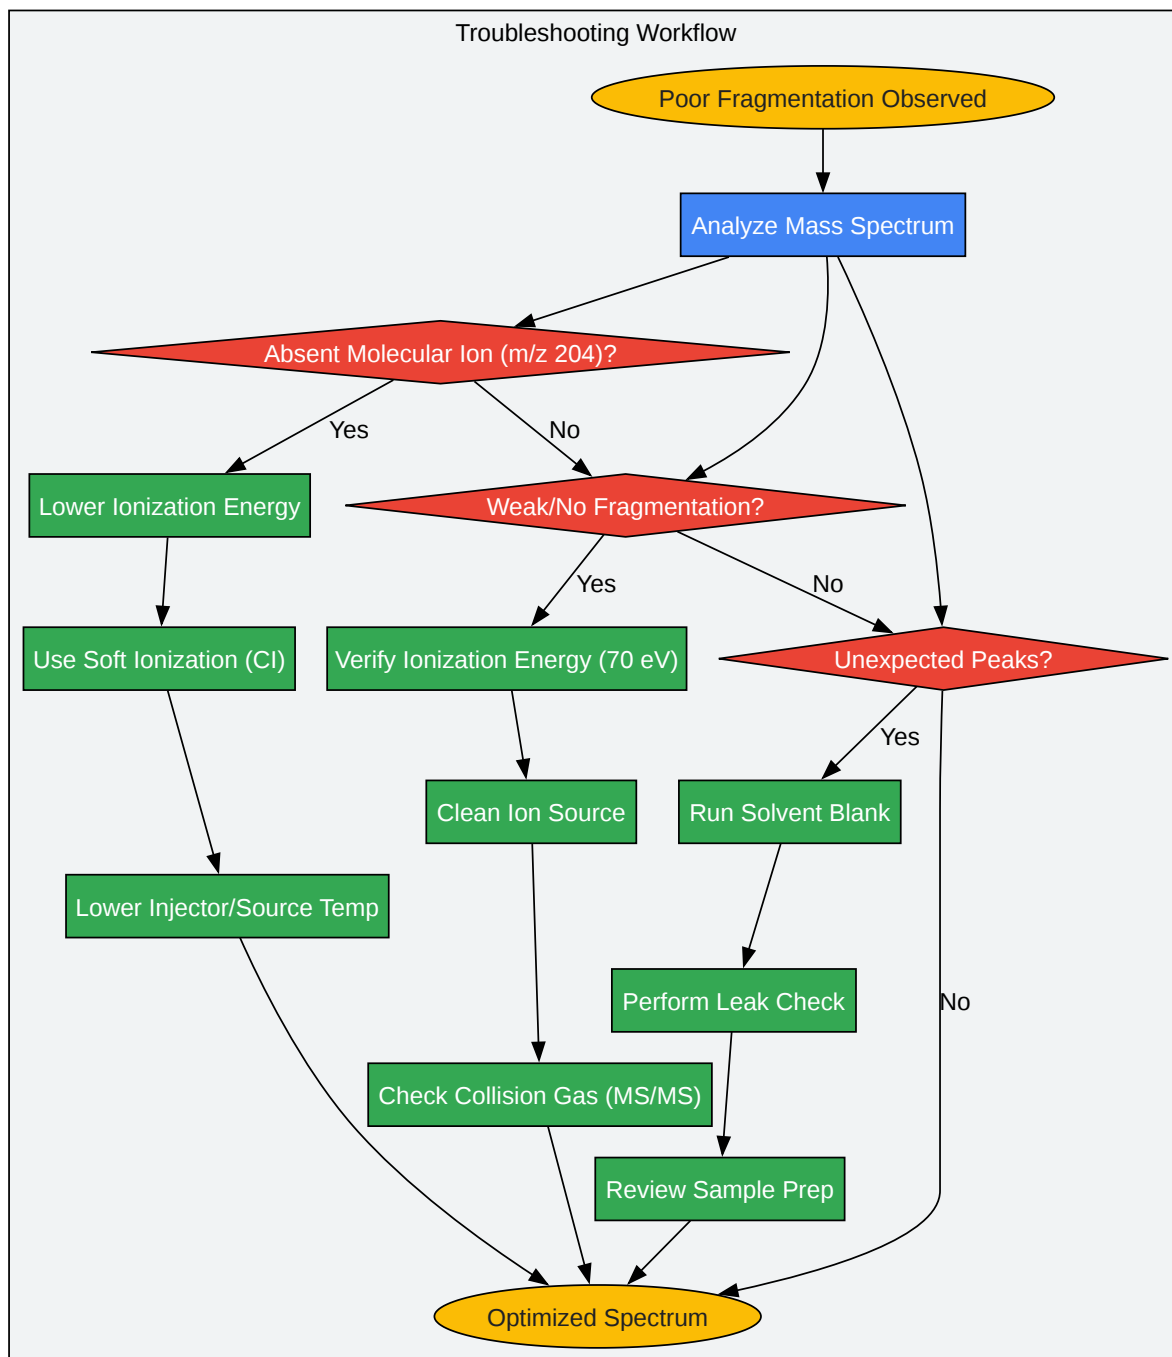 Troubleshooting Workflow
Poor Fragmentation Observed
Analyze Mass Spectrum
Absent Molecular Ion (m/z 204)?
Yes
No
Lower Ionization Energy
Weak/No Fragmentation?
Yes
No
Use Soft Ionization (CI)
Verify Ionization Energy (70 eV)
Unexpected Peaks?
Yes
Clean Ion Source
Run Solvent Blank
Lower Injector/Source Temp
Perform Leak Check
No
Check Collision Gas (MS/MS)
Review Sample Prep
Optimized Spectrum